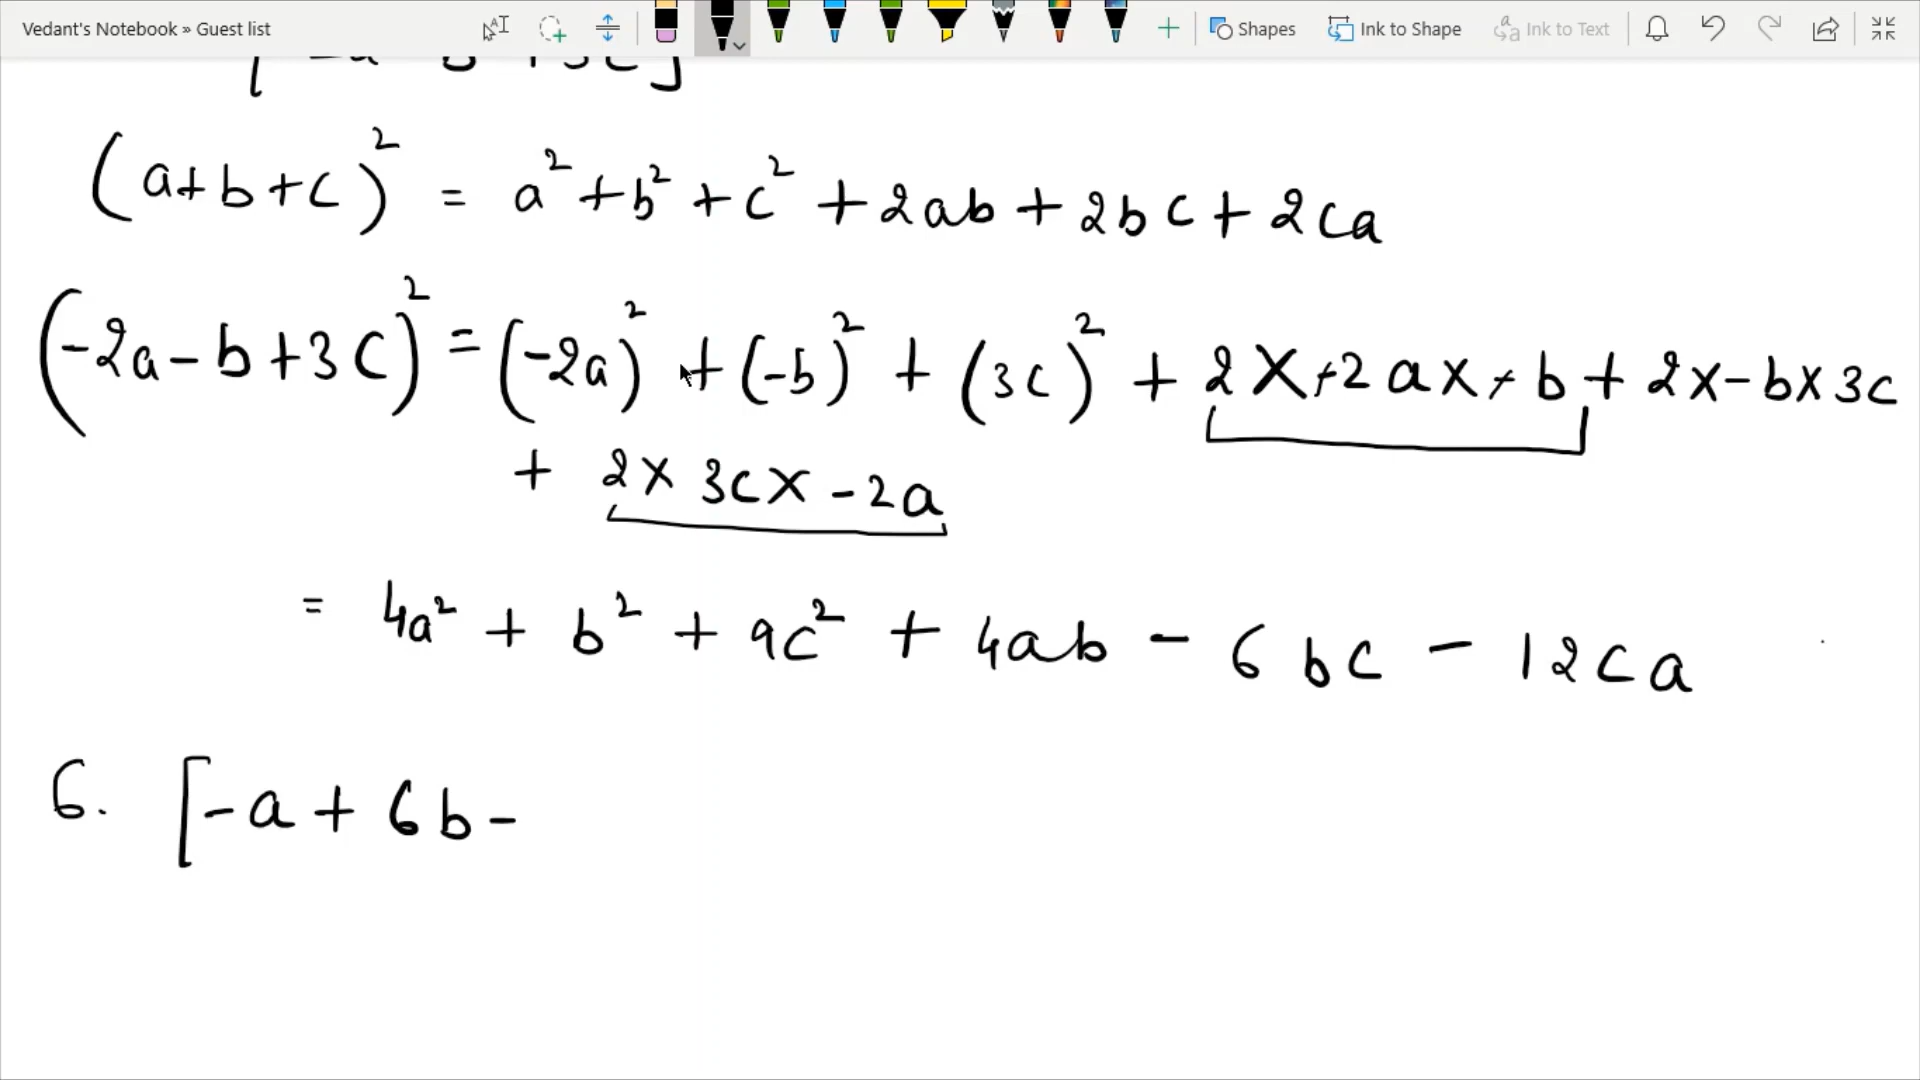 Vedant's Notebook » Guest list Shapes Ink to Shape Ink to Text
(a+b+c)² = a² + b² + c² + 2ab + 2bc + 2ca
(-2a-b+3c)² = (-2a)² + (-b)² + (3c)² + 2×-2a×-b + 2×-b×3c
+ 2×3c×-2a
= 4a² + b² + 9c² + 4ab - 6bc - 12ca
6. [-a + 6b -